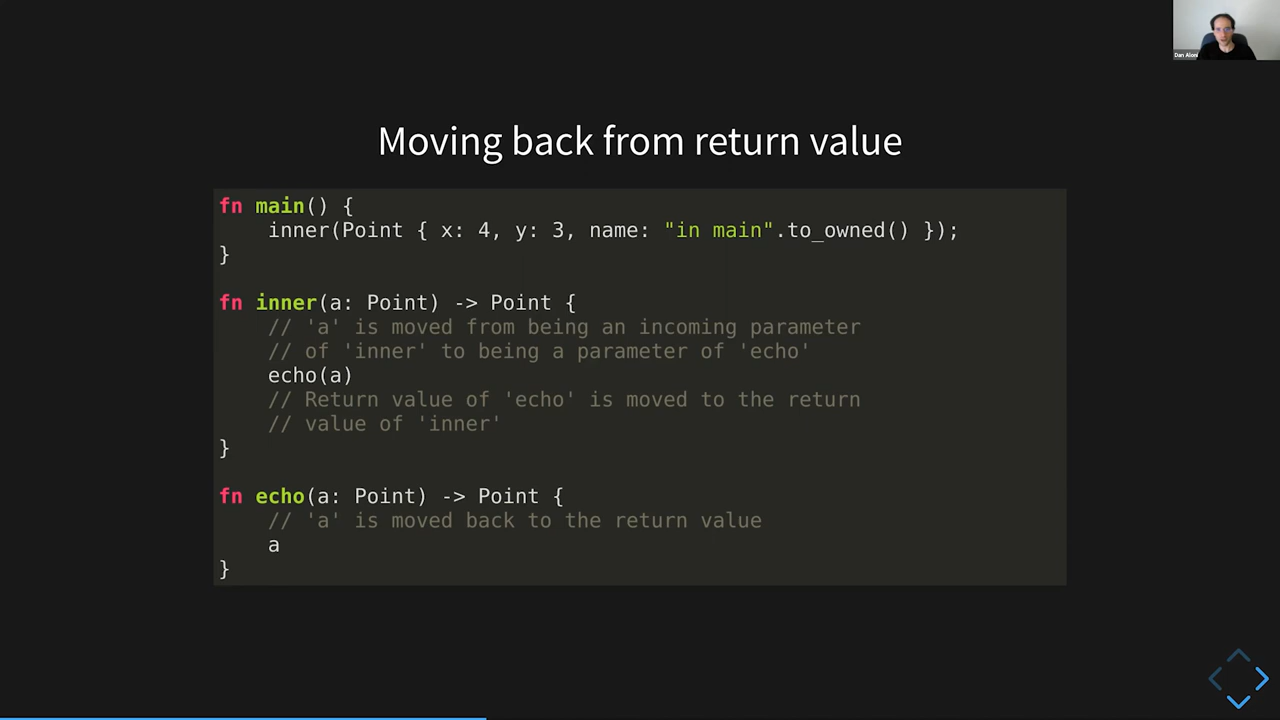 Dan Aloni
Moving back from return value
fn main() {
    inner(Point { x: 4, y: 3, name: "in main".to_owned() });
}
fn inner(a: Point) -> Point {
    // 'a' is moved from being an incoming parameter
    // of 'inner' to being a parameter of 'echo'
    echo(a)
    // Return value of 'echo' is moved to the return
    // value of 'inner'
}
fn echo(a: Point) -> Point {
    // 'a' is moved back to the return value
    a
}